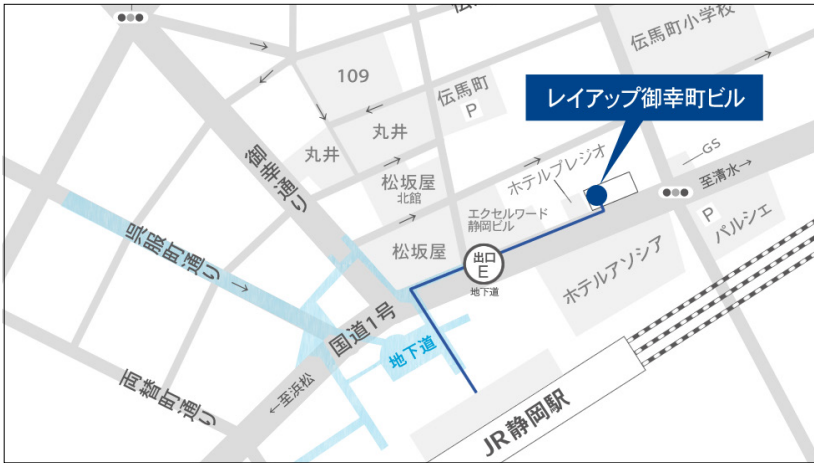 伝馬町小学校
109
伝馬町
P
レイアップ御幸町ビル
丸井
丸井
御幸通り
松坂屋
北館
ホテルプレジオ
GS
至清水→
エクセルワード
静岡ビル
P
パルシェ
呉服町通り
松坂屋
出口
E
地下道
ホテルアソシア
国道1号
地下道
←至浜松
両替町通り
JR静岡駅